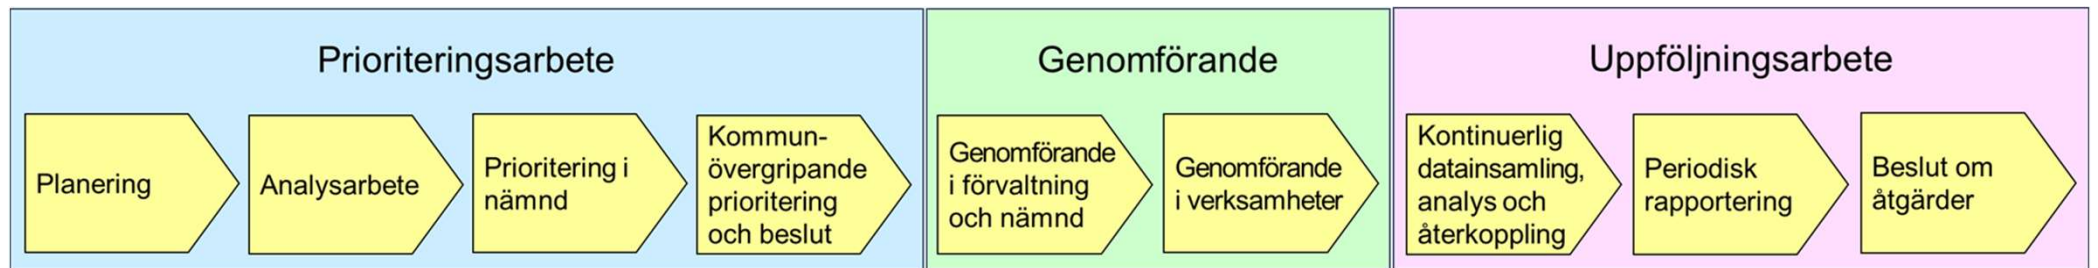 Prioriteringsarbete
Planering
Analysarbete
Prioritering i
nämnd
Kommun-
övergripande
prioritering
och beslut
Genomförande
Genomförande
i förvaltning
och nämnd
Genomförande
i verksamheter
Uppföljningsarbete
Kontinuerlig
datainsamling,
analys och
återkoppling
Periodisk
rapportering
Beslut om
åtgärder